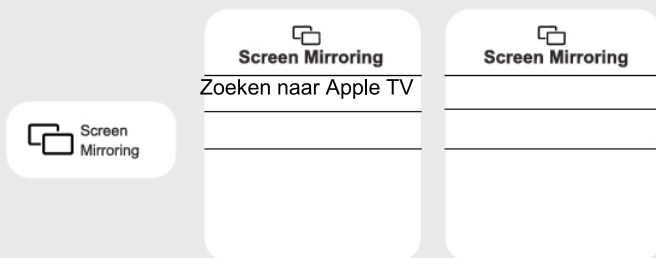 Screen
Mirroring
Screen Mirroring
Zoeken naar Apple TV
Screen Mirroring